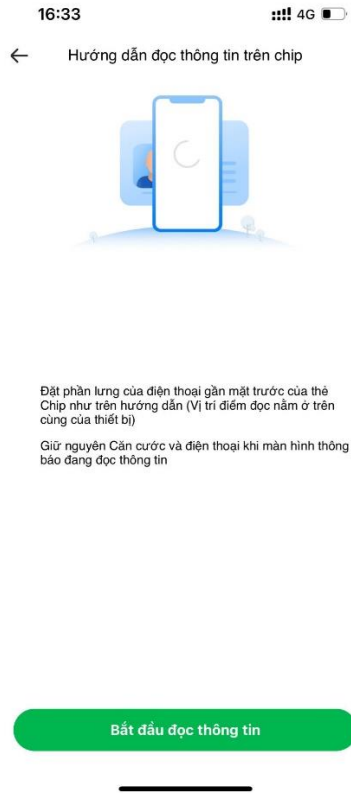 16:33
4G
Hướng dẫn đọc thông tin trên chip
Đặt phần lưng của điện thoại gần mặt trước của thẻ
Chip như trên hướng dẫn (Vị trí điểm đọc nằm ở trên
cùng của thiết bị)
Giữ nguyên Căn cước và điện thoại khi màn hình thông
báo đang đọc thông tin
Bắt đầu đọc thông tin